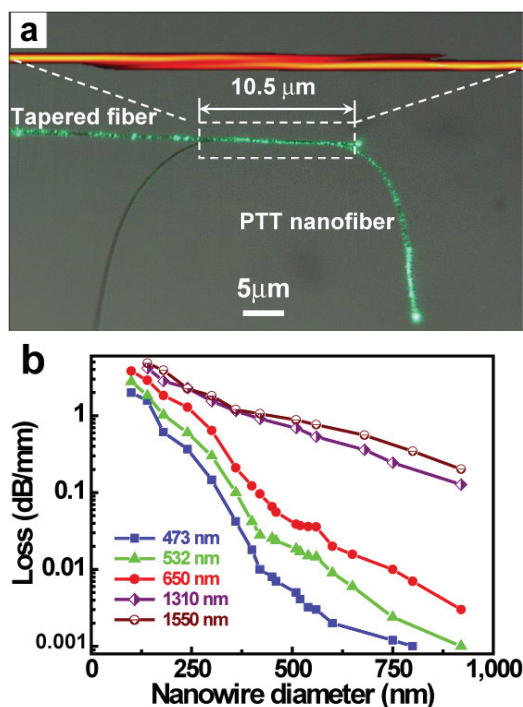 a
10.5 μm
Tapered fiber
PTT nanofiber
5μm
b
Loss (dB/mm)
1
0.1
0.01
0.001
473 nm
532 nm
650 nm
1310 nm
1550 nm
0
250
500
750
1,000
Nanowire diameter (nm)